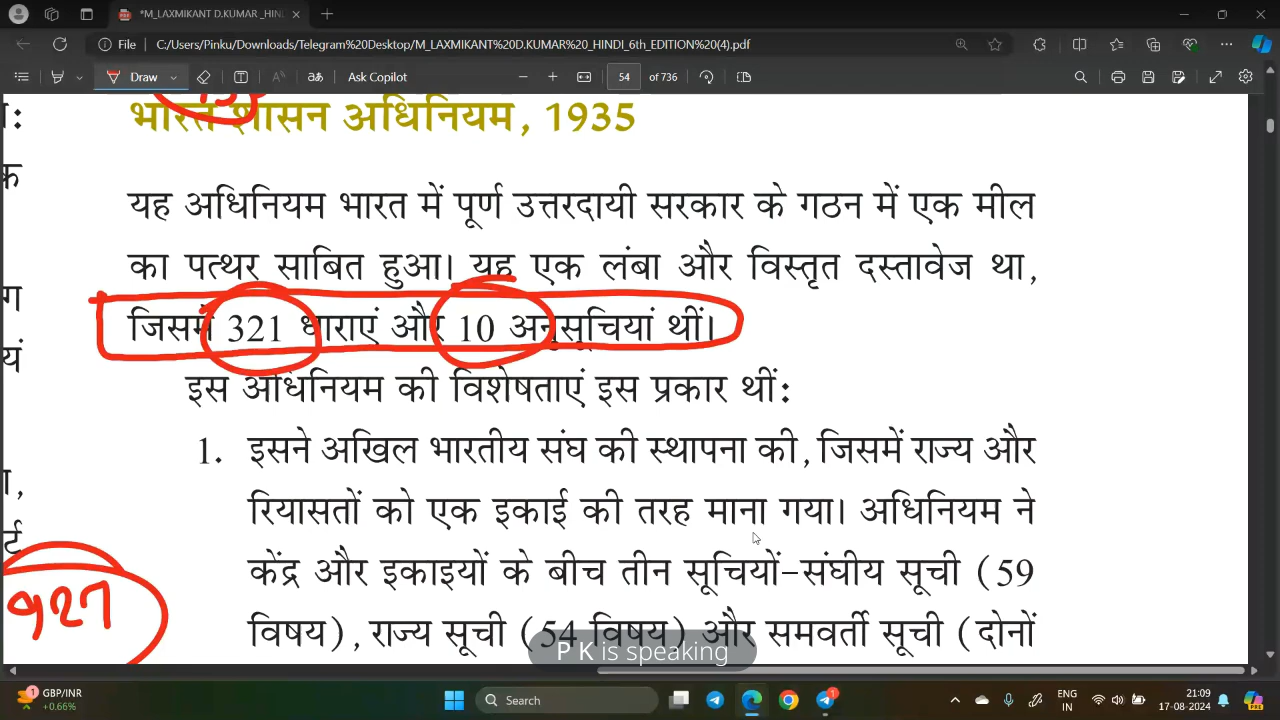 *M_LAXMIKANT D.KUMAR _HIND
File C:/Users/Pinku/Downloads/Telegram%20Desktop/M_LAXMIKANT%20D.KUMAR%20_HINDI_6th_EDITION%20(4).pdf
Draw Ask Copilot 54 of 736
भारत शासन अधिनियम, 1935
यह अधिनियम भारत में पूर्ण उत्तरदायी सरकार के गठन में एक मील
का पत्थर साबित हुआ। यह एक लंबा और विस्तृत दस्तावेज था,
जिसमें 321 धाराएं और 10 अनुसूचियां थीं।
इस अधिनियम की विशेषताएं इस प्रकार थीं:
1. इसने अखिल भारतीय संघ की स्थापना की, जिसमें राज्य और
रियासतों को एक इकाई की तरह माना गया। अधिनियम ने
केंद्र और इकाइयों के बीच तीन सूचियों-संघीय सूची (59
विषय), राज्य सूची (54 विषय) और समवर्ती सूची (दोनों
P K is speaking
GBP/INR
+0.66%
Search
ENG
IN
21:09
17-08-2024